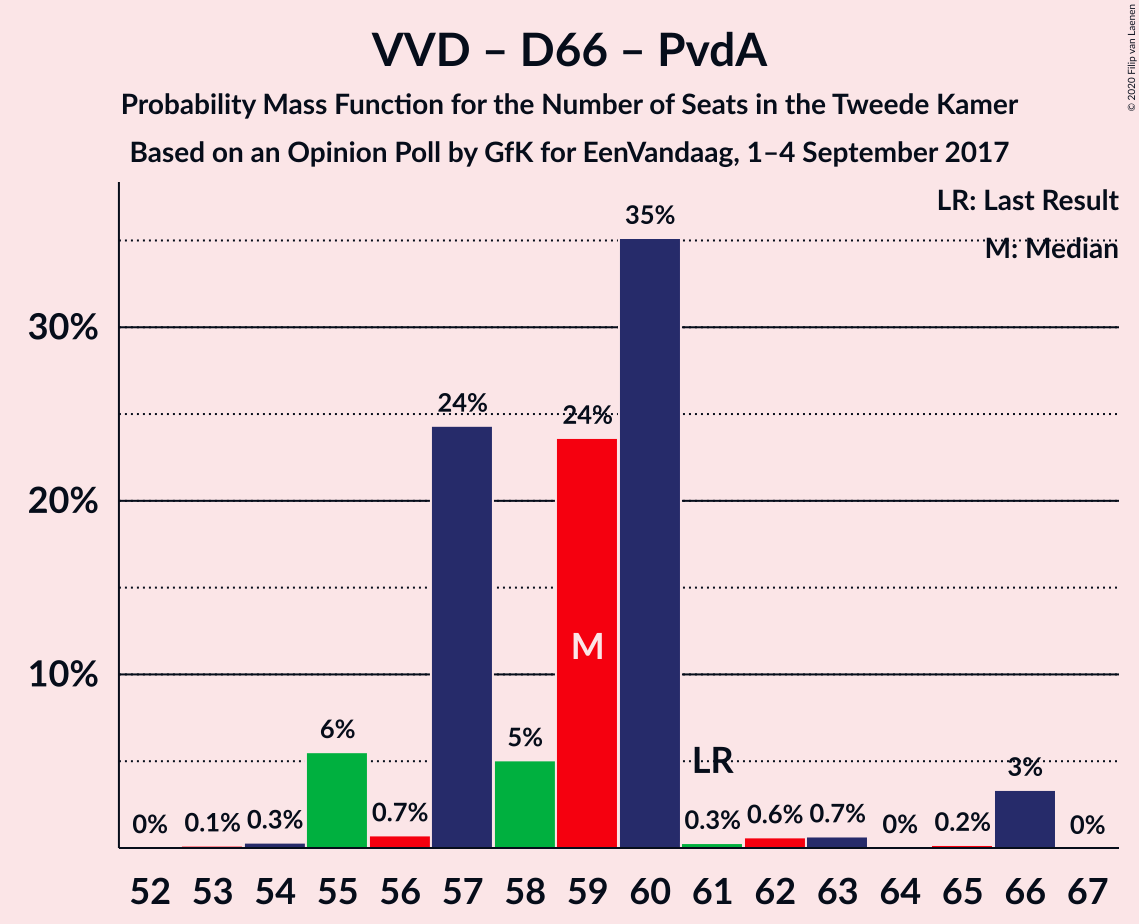 VVD – D66 – PvdA
Probability Mass Function for the Number of Seats in the Tweede Kamer
Based on an Opinion Poll by GfK for EenVandaag, 1–4 September 2017
© 2020 Filip van Laenen
LR: Last Result
M: Median
35%
30%
24%
24%
20%
M
10%
6%
5%
LR
3%
0%
0.1%
0.3%
0.7%
0.3%
0.6%
0.7%
0%
0.2%
0%
52 53 54 55 56 57 58 59 60 61 62 63 64 65 66 67